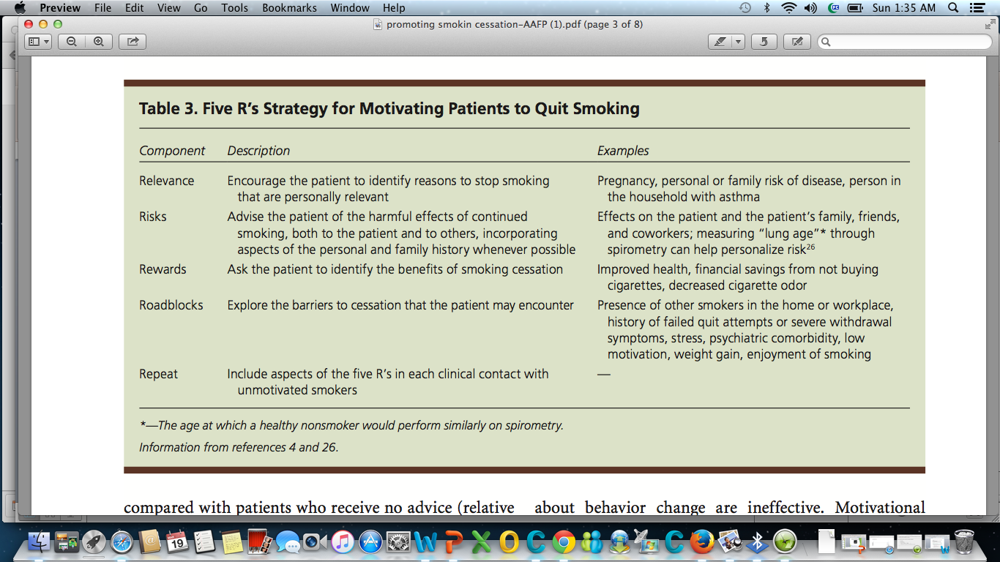 Preview File Edit View Go Tools Bookmarks Window Help Sun 1:35 AM
promoting smokin cessation-AAFP (1).pdf (page 3 of 8)
Table 3. Five R’s Strategy for Motivating Patients to Quit Smoking
Component Description Examples
Relevance Encourage the patient to identify reasons to stop smoking Pregnancy, personal or family risk of disease, person in
that are personally relevant the household with asthma
Risks Advise the patient of the harmful effects of continued Effects on the patient and the patient’s family, friends,
smoking, both to the patient and to others, incorporating and coworkers; measuring “lung age”* through
aspects of the personal and family history whenever possible spirometry can help personalize risk26
Rewards Ask the patient to identify the benefits of smoking cessation Improved health, financial savings from not buying
cigarettes, decreased cigarette odor
Roadblocks Explore the barriers to cessation that the patient may encounter Presence of other smokers in the home or workplace,
history of failed quit attempts or severe withdrawal
symptoms, stress, psychiatric comorbidity, low
motivation, weight gain, enjoyment of smoking
Repeat Include aspects of the five R’s in each clinical contact with —
unmotivated smokers
*—The age at which a healthy nonsmoker would perform similarly on spirometry.
Information from references 4 and 26.
compared with patients who receive no advice (relative about behavior change are ineffective. Motivational
19